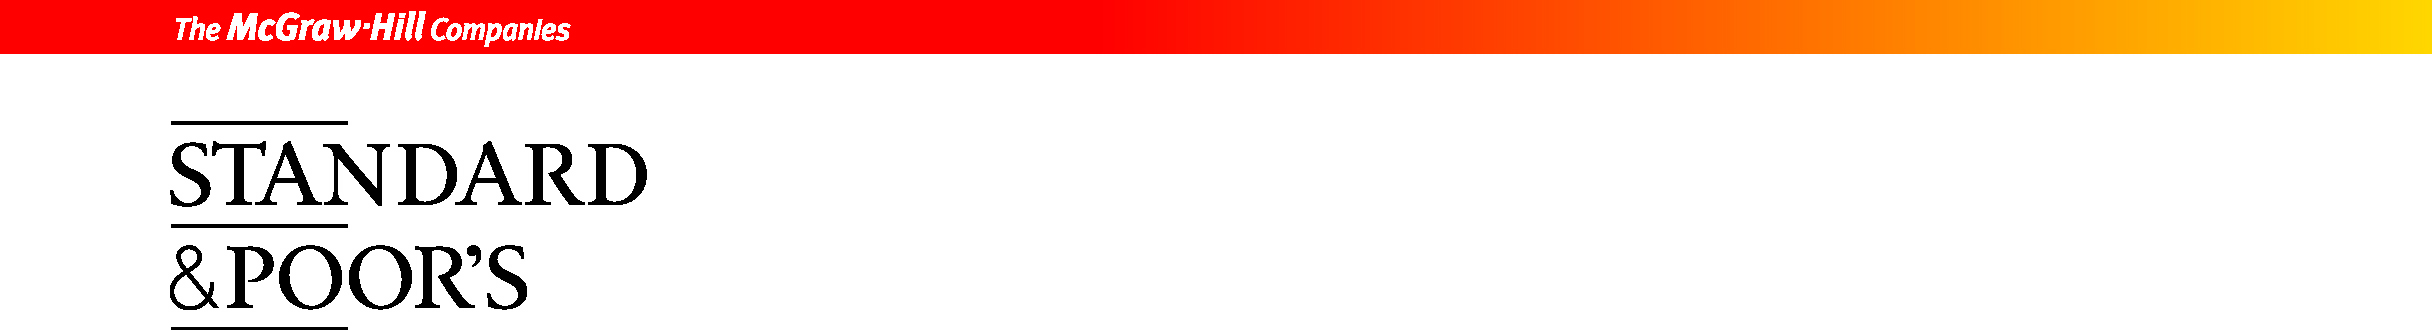 The McGraw·Hill Companies
STANDARD
&POOR'S